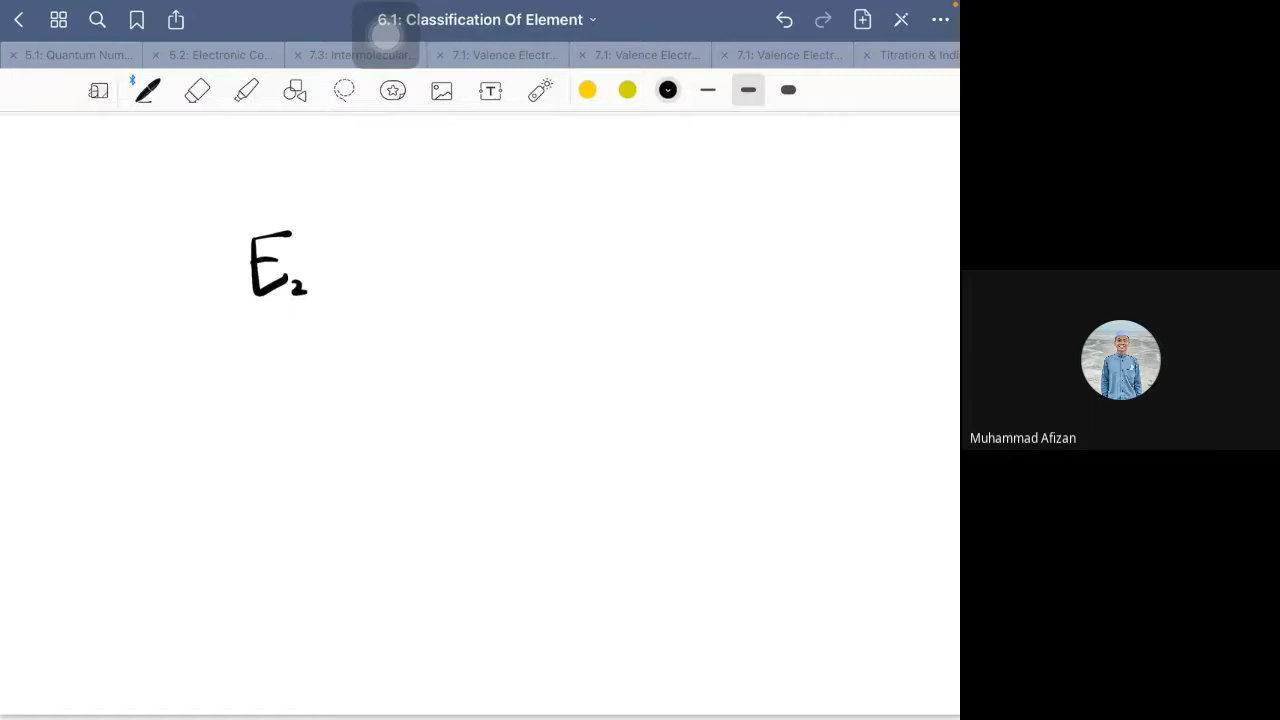 6.1: Classification Of Element
5.1: Quantum Num...
5.2: Electronic Co...
7.3: Intermolecular...
7.1: Valence Electr...
7.1: Valence Electr...
7.1: Valence Electr...
Titration & Indi
T
E₂
Muhammad Afizan